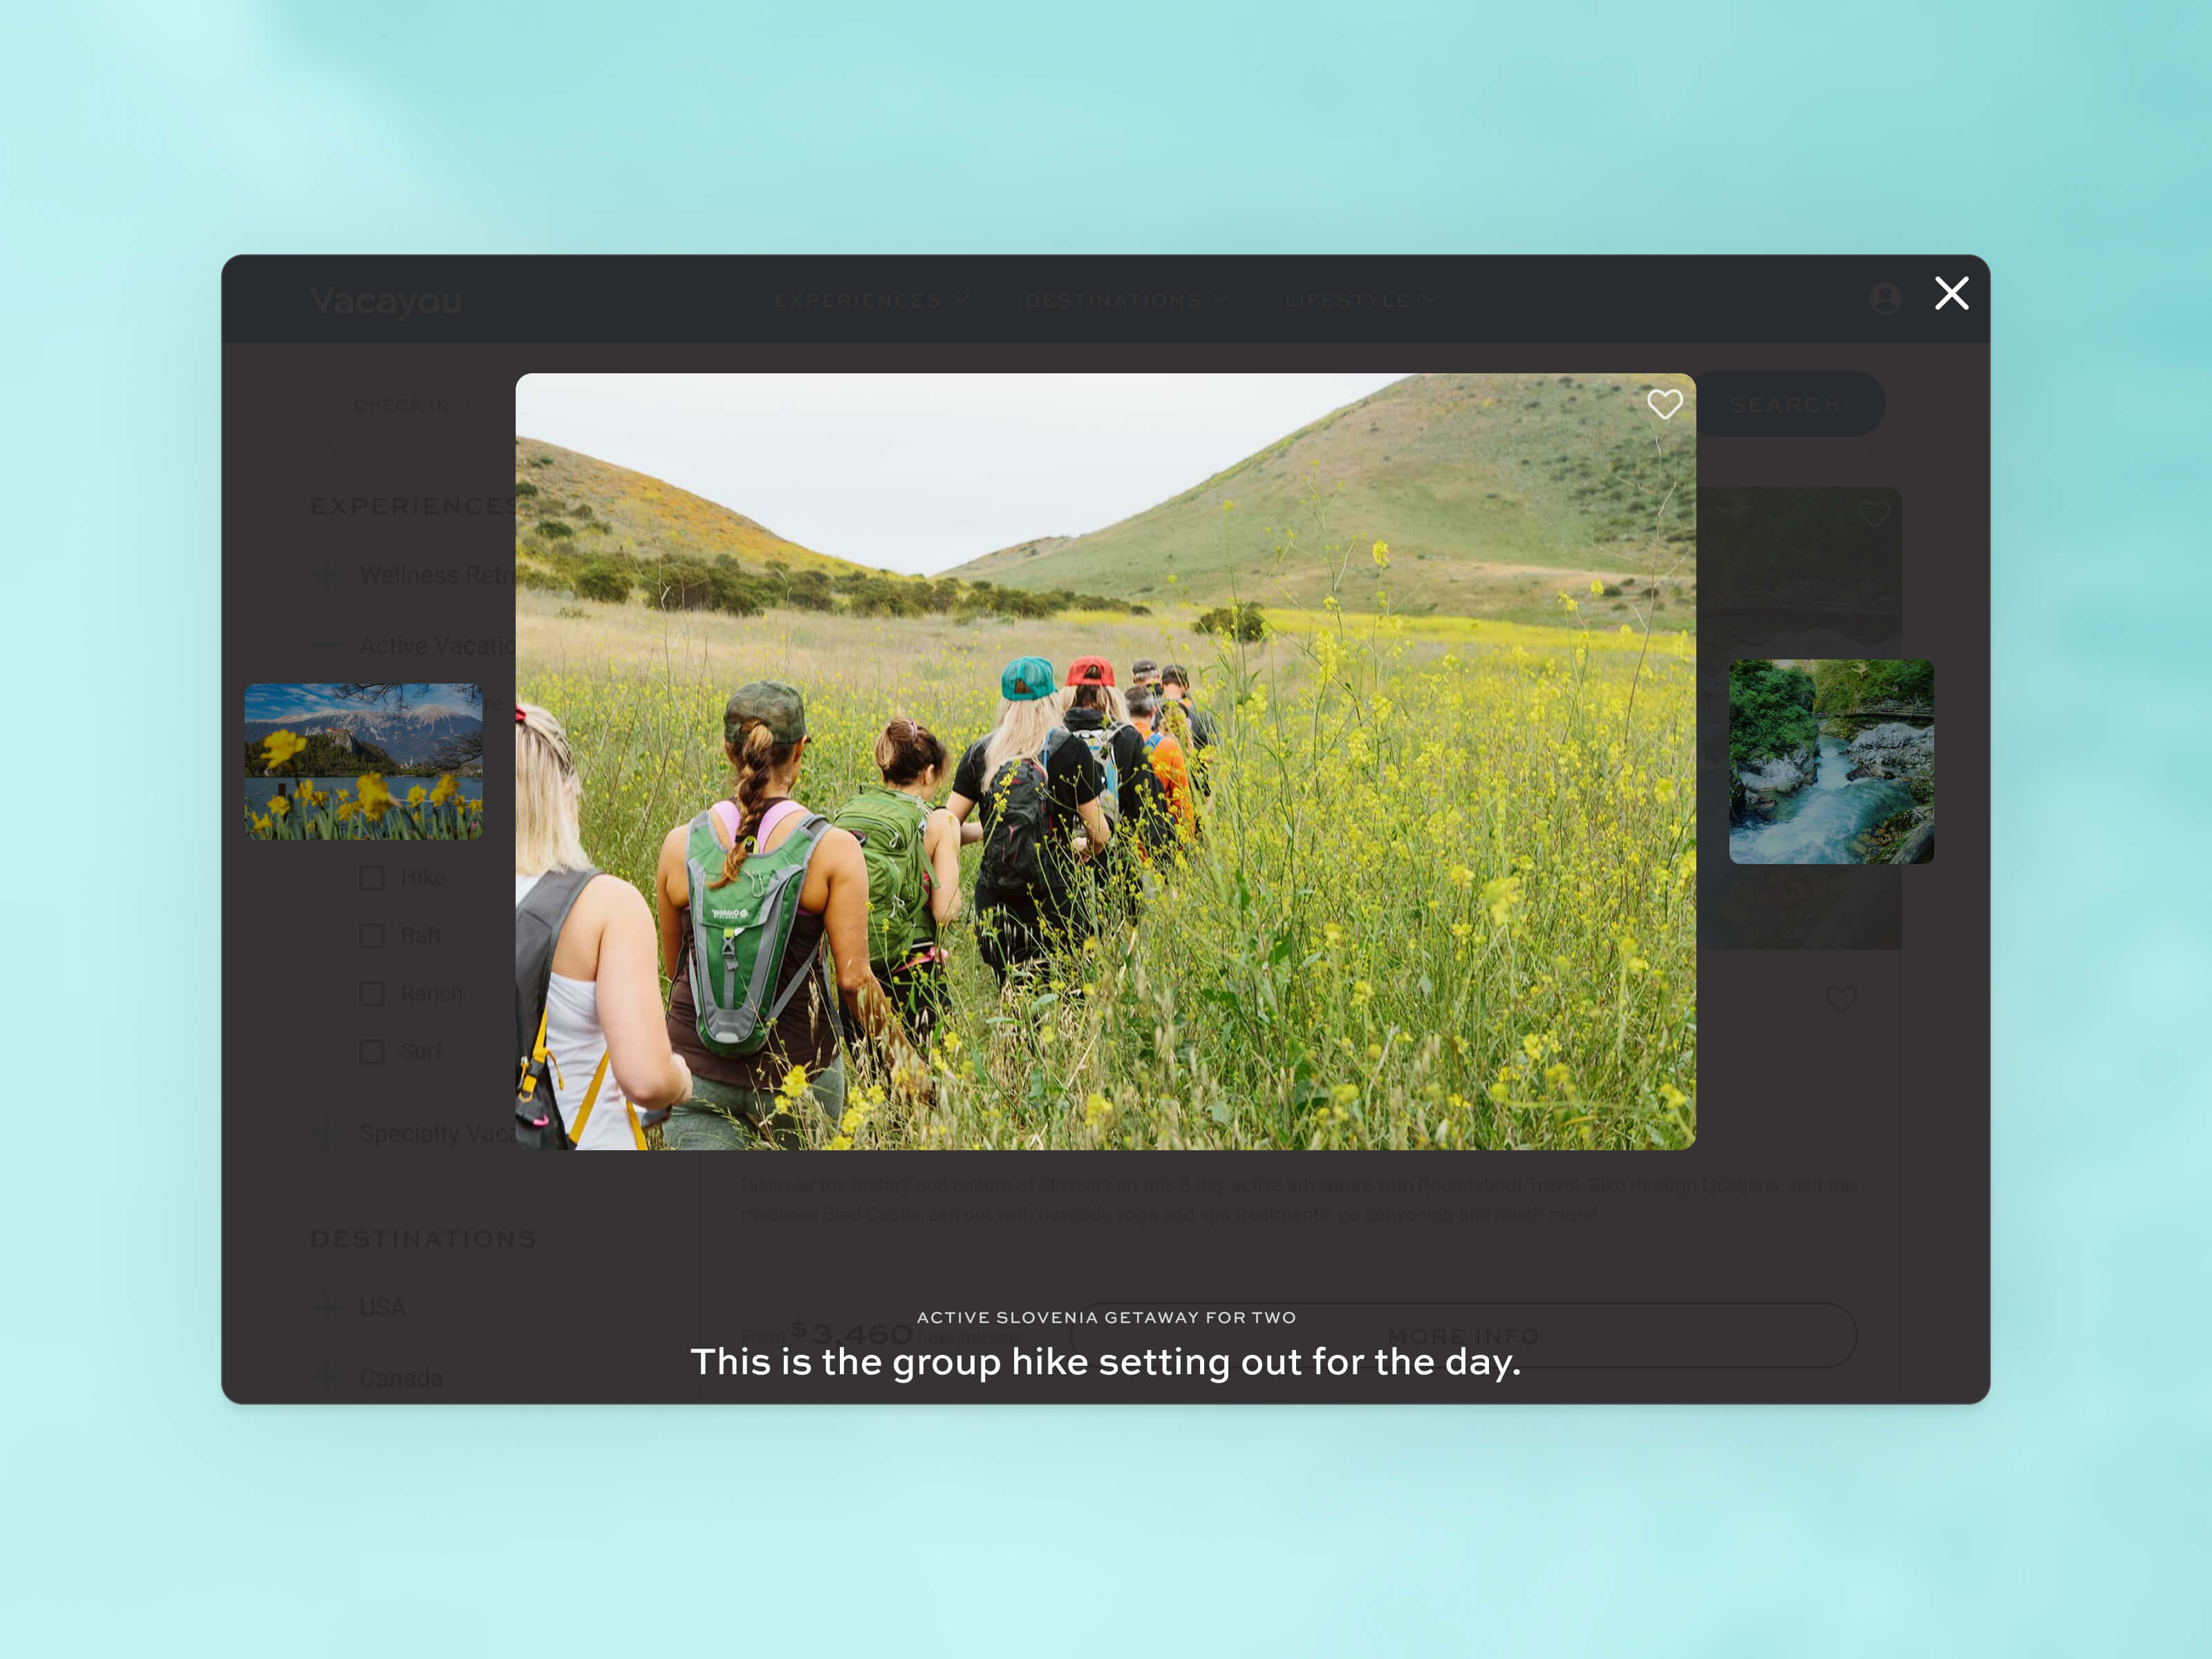 Vacayou
EXPERIENCES
DESTINATIONS
LIFESTYLE
CHECK IN
SEARCH
EXPERIENCES
Wellness Retre
Active Vacatio
re
Hike
Raft
Ranch
Surf
Specialty Vaca
DESTINATIONS
USA
Canada
Discover the history and culture of Slovenia on this 8-day active adventure with Roundabout Travel. Bike through Ljubljana, visit the
medieval Bled Castle, zen out with riverside yoga and spa treatments, go canyoning and much more!
From $3,460 / per person
MORE INFO
ACTIVE SLOVENIA GETAWAY FOR TWO
This is the group hike setting out for the day.